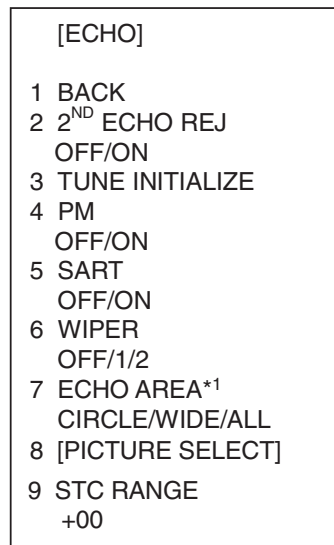 [ECHO]
1 BACK
2 2ND ECHO REJ
OFF/ON
3 TUNE INITIALIZE
4 PM
OFF/ON
5 SART
OFF/ON
6 WIPER
OFF/1/2
7 ECHO AREA*1
CIRCLE/WIDE/ALL
8 [PICTURE SELECT]
9 STC RANGE
+00